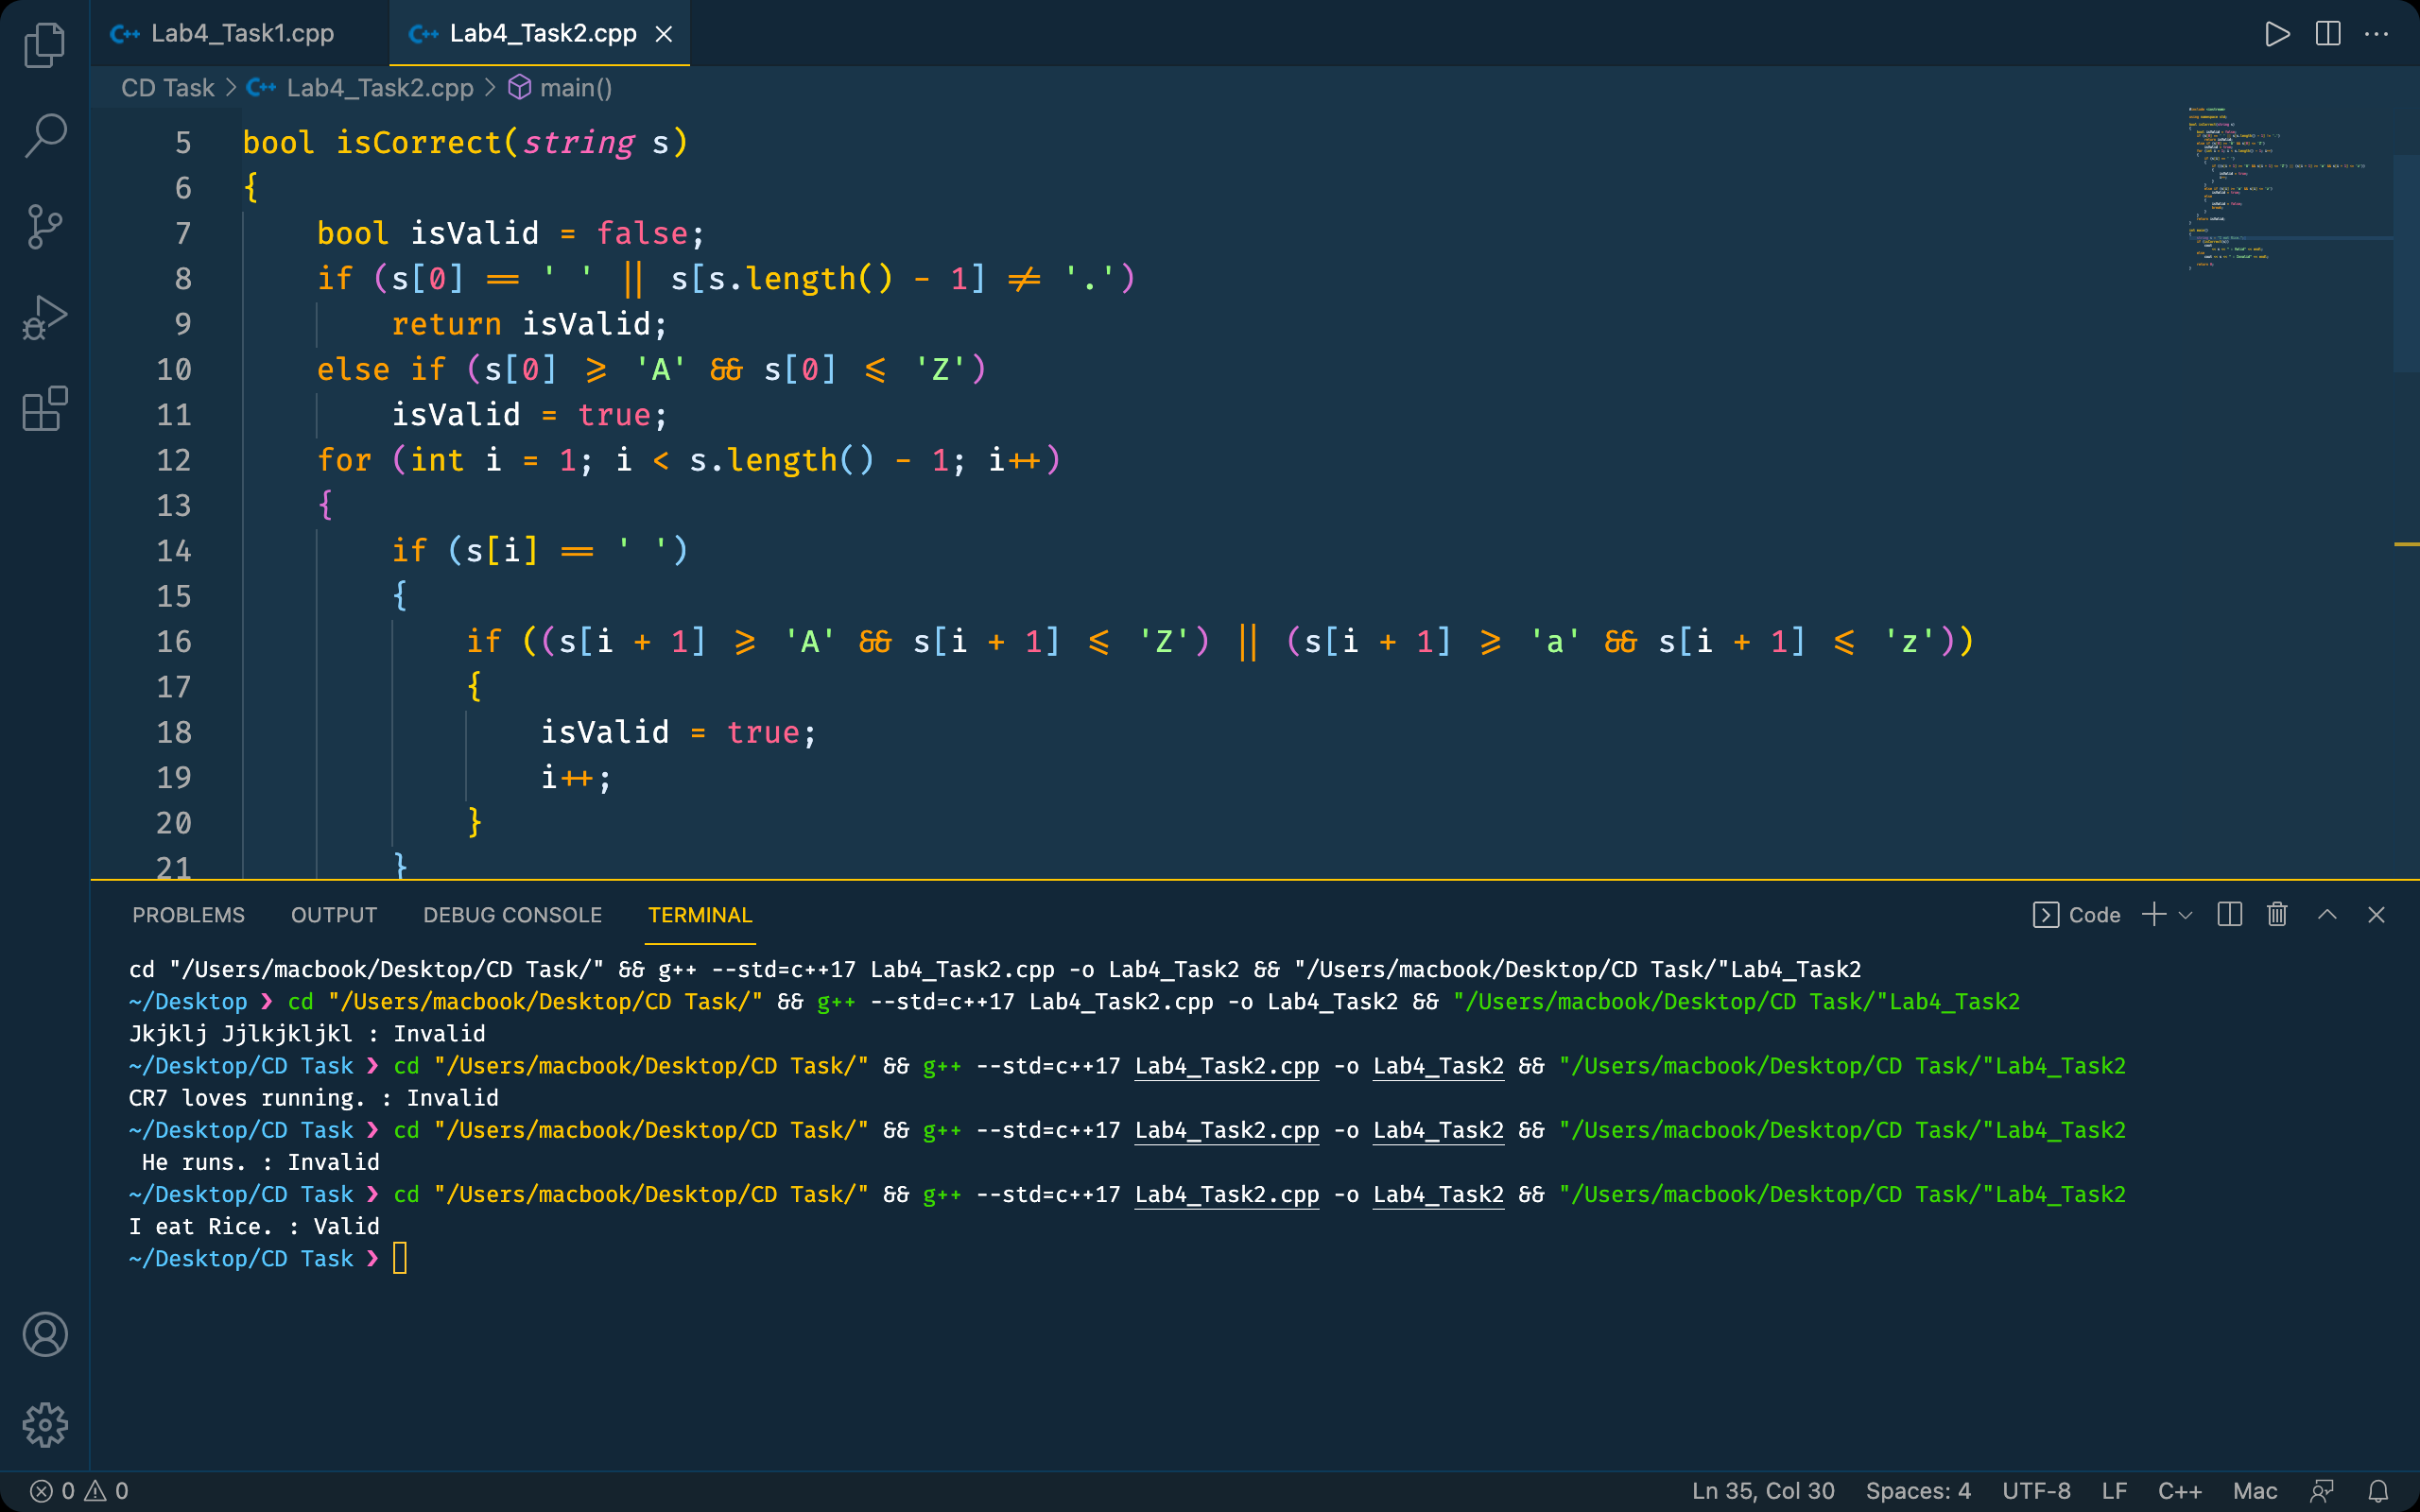 Lab4_Task1.cpp
Lab4_Task2.cpp
CD Task > Lab4_Task2.cpp > main()
5 bool isCorrect(string s)
6 {
7 bool isValid = false;
8 if (s[0] == ' ' || s[s.length() - 1] != '.')
9 return isValid;
10 else if (s[0] >= 'A' && s[0] <= 'Z')
11 isValid = true;
12 for (int i = 1; i < s.length() - 1; i++)
13 {
14 if (s[i] == ' ')
15 {
16 if ((s[i + 1] >= 'A' && s[i + 1] <= 'Z') || (s[i + 1] >= 'a' && s[i + 1] <= 'z'))
17 {
18 isValid = true;
19 i++;
20 }
21 }
PROBLEMS OUTPUT DEBUG CONSOLE TERMINAL
Code
cd "/Users/macbook/Desktop/CD Task/" && g++ --std=c++17 Lab4_Task2.cpp -o Lab4_Task2 && "/Users/macbook/Desktop/CD Task/"Lab4_Task2
~/Desktop ❯ cd "/Users/macbook/Desktop/CD Task/" && g++ --std=c++17 Lab4_Task2.cpp -o Lab4_Task2 && "/Users/macbook/Desktop/CD Task/"Lab4_Task2
Jkjklj Jjlkjkljkl : Invalid
~/Desktop/CD Task ❯ cd "/Users/macbook/Desktop/CD Task/" && g++ --std=c++17 Lab4_Task2.cpp -o Lab4_Task2 && "/Users/macbook/Desktop/CD Task/"Lab4_Task2
CR7 loves running. : Invalid
~/Desktop/CD Task ❯ cd "/Users/macbook/Desktop/CD Task/" && g++ --std=c++17 Lab4_Task2.cpp -o Lab4_Task2 && "/Users/macbook/Desktop/CD Task/"Lab4_Task2
He runs. : Invalid
~/Desktop/CD Task ❯ cd "/Users/macbook/Desktop/CD Task/" && g++ --std=c++17 Lab4_Task2.cpp -o Lab4_Task2 && "/Users/macbook/Desktop/CD Task/"Lab4_Task2
I eat Rice. : Valid
~/Desktop/CD Task ❯
0 0
Ln 35, Col 30 Spaces: 4 UTF-8 LF C++ Mac